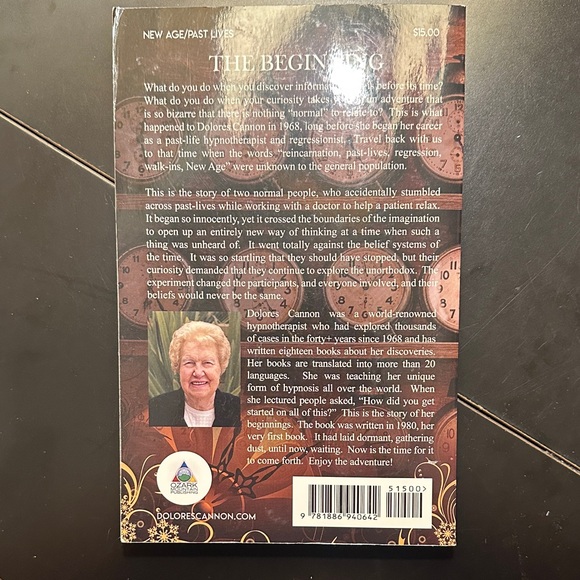 NEW AGE/PAST LIVES
$15.00
THE BEGINNING
What do you do when you discover before its time?
What do you do when your curiosity takes adventure that
is so bizarre that there is nothing "normal" to relate to? This is what
happened to Dolores Cannon in 1968, long before she began her career
as a past-life hypnotherapist and regressionist. Travel back with
us to that time when the words "reincarnation, past-lives, regression,
walk-ins, New Age" were unknown to the general population.
This is the story of two normal people, who accidentally stumbled
across past-lives while working with a doctor to help a patient relax.
It began so innocently, yet it crossed the boundaries of the imagination
to open up an entirely new way of thinking at a time when such a
thing was unheard of. It went totally against the belief systems of
the time. It was so startling that they should have stopped, but their
curiosity demanded that they continue to explore the unorthodox. The
experiment changed the participants, and everyone involved, and their
beliefs would never be the same.
Dolores Cannon was a world-renowned
hypnotherapist who had explored thousands
of cases in the forty+ years since 1968 and has
written eighteen books about her discoveries.
Her books are translated into more than 20
languages. She was teaching her unique
form of hypnosis all over the world. When
she lectured people asked, "How did you get
started on all of this?" This is the story of her
beginnings. The book was written in 1980, her
very first book. It had laid dormant, gathering
dust, until now, waiting. Now is the time for it
to come forth. Enjoy the adventure!
OZARK
MOUNTAIN
PUBLISHING
DOLORESCANNON.COM
51500>
9 781886 940642